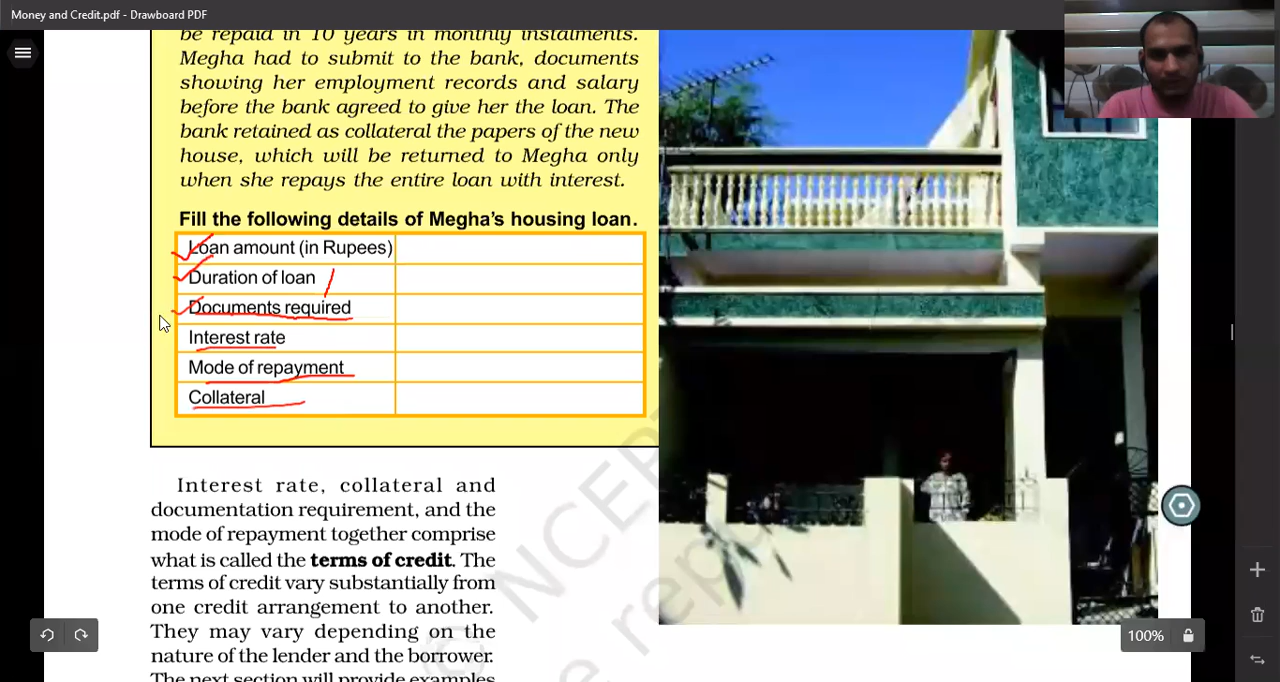 Money and Credit.pdf - Drawboard PDF
be repaid in 10 years in monthly instalments.
Megha had to submit to the bank, documents
showing her employment records and salary
before the bank agreed to give her the loan. The
bank retained as collateral the papers of the new
house, which will be returned to Megha only
when she repays the entire loan with interest.
Fill the following details of Megha's housing loan.
Loan amount (in Rupees)
Duration of loan
Documents required
Interest rate
Mode of repayment
Collateral
Interest rate, collateral and
documentation requirement, and the
mode of repayment together comprise
what is called the terms of credit. The
terms of credit vary substantially from
one credit arrangement to another.
They may vary depending on the
nature of the lender and the borrower.
The next section will provide examples
© NCERT
e repu
100%